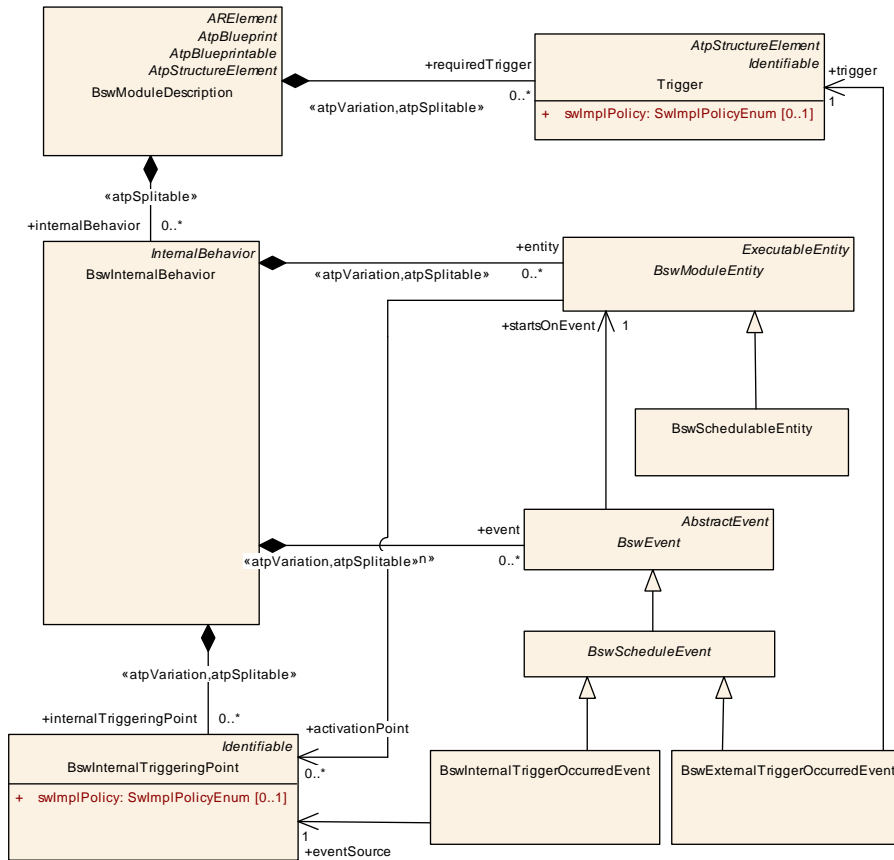 ARElement
AtpBlueprint
AtpBlueprintable
AtpStructureElement
BswModuleDescription
+requiredTrigger
0..*
«atpVariation,atpSplitable»
AtpStructureElement
Identifiable
Trigger
+ swImplPolicy: SwImplPolicyEnum [0..1]
+trigger
1
«atpSplitable»
+internalBehavior 0..*
InternalBehavior
BswInternalBehavior
+entity
«atpVariation,atpSplitable» 0..*
ExecutableEntity
BswModuleEntity
+startsOnEvent 1
BswSchedulableEntity
+event
«atpVariation,atpSplitable»n»
0..*
AbstractEvent
BswEvent
BswScheduleEvent
«atpVariation,atpSplitable»
+internalTriggeringPoint 0..*
+activationPoint
0..*
Identifiable
BswInternalTriggeringPoint
+ swImplPolicy: SwImplPolicyEnum [0..1]
BswInternalTriggerOccurredEvent
BswExternalTriggerOccurredEvent
1
+eventSource